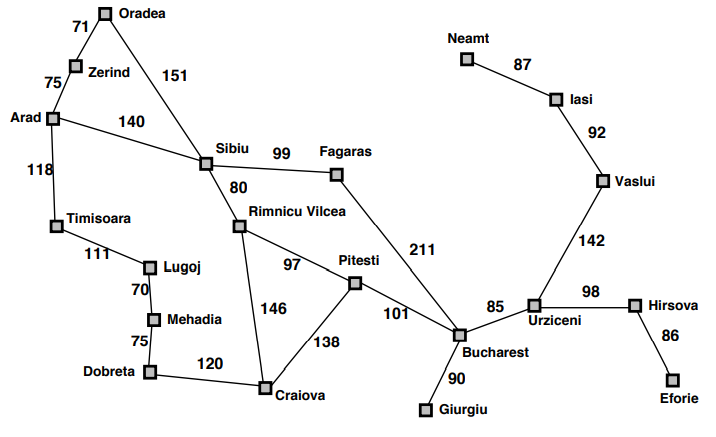 Oradea
71
Neamt
87
Zerind
151
75
Iasi
Arad
140
92
Sibiu
99
Fagaras
118
80
Vaslui
Rimnicu Vilcea
Timisoara
211
142
111
97
Pitesti
Lugoj
70
98
146
101
85
Hirsova
Mehadia
Urziceni
75
138
86
Bucharest
Dobreta
120
90
Craiova
Eforie
Giurgiu